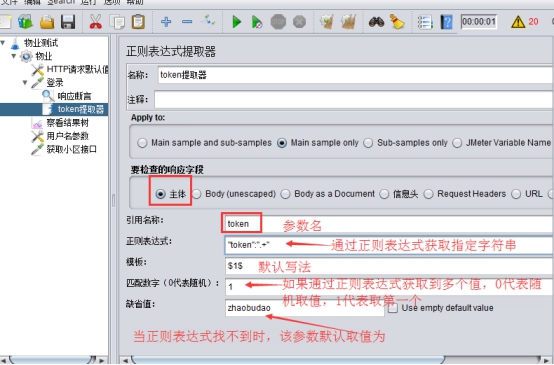 文件 编辑 Search 运行 选项 帮助
00:00:01 20
物业测试
物业
HTTP请求默认值
登录
响应断言
token提取器
察看结果树
用户名参数
获取小区接口
正则表达式提取器
名称: token提取器
注释:
Apply to:
Main sample and sub-samples Main sample only Sub-samples only JMeter Variable Name
要检查的响应字段
主体 Body (unescaped) Body as a Document 信息头 Request Headers URL
引用名称: token 参数名
正则表达式: "token":".+" 通过正则表达式获取指定字符串
模板: $1$ 默认写法
匹配数字（0代表随机）: 1 如果通过正则表达式获取到多个值，0代表随
机取值，1代表取第一个
缺省值: zhaobudao Use empty default value
当正则表达式找不到时，该参数默认取值为